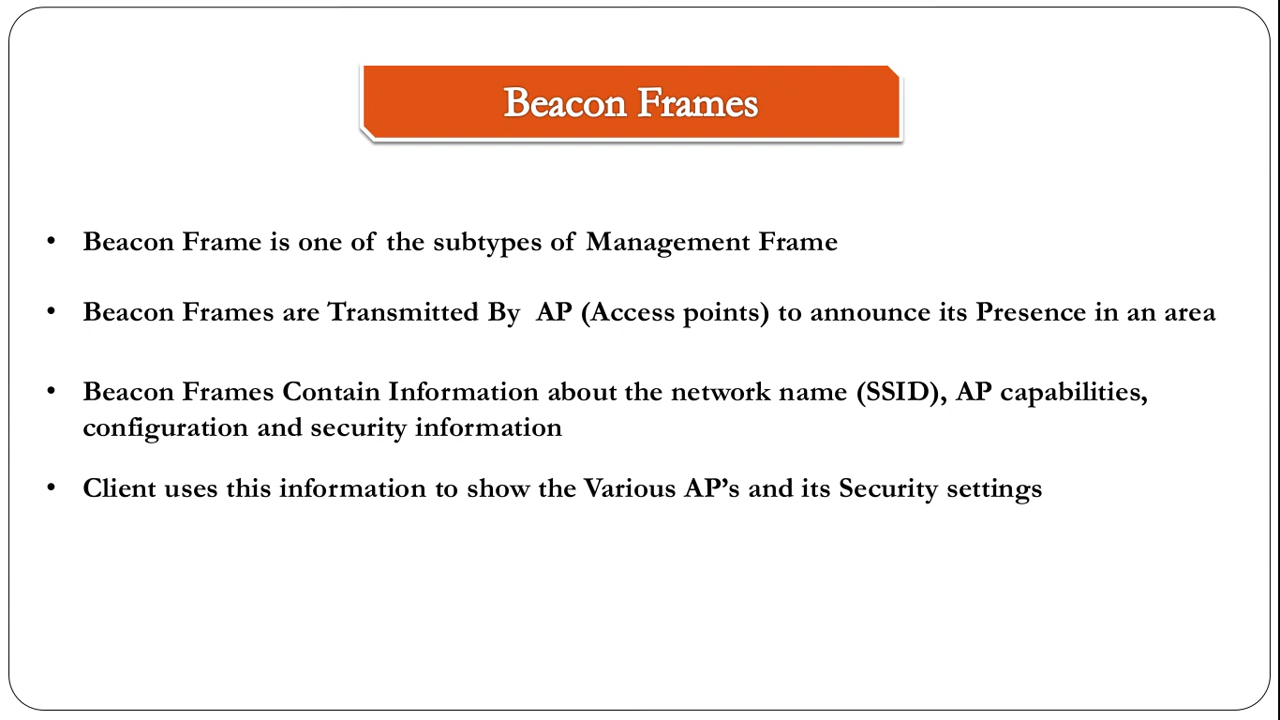 Beacon Frames
• Beacon Frame is one of the subtypes of Management Frame
• Beacon Frames are Transmitted By AP (Access points) to announce its Presence in an area
• Beacon Frames Contain Information about the network name (SSID), AP capabilities,
configuration and security information
• Client uses this information to show the Various AP’s and its Security settings